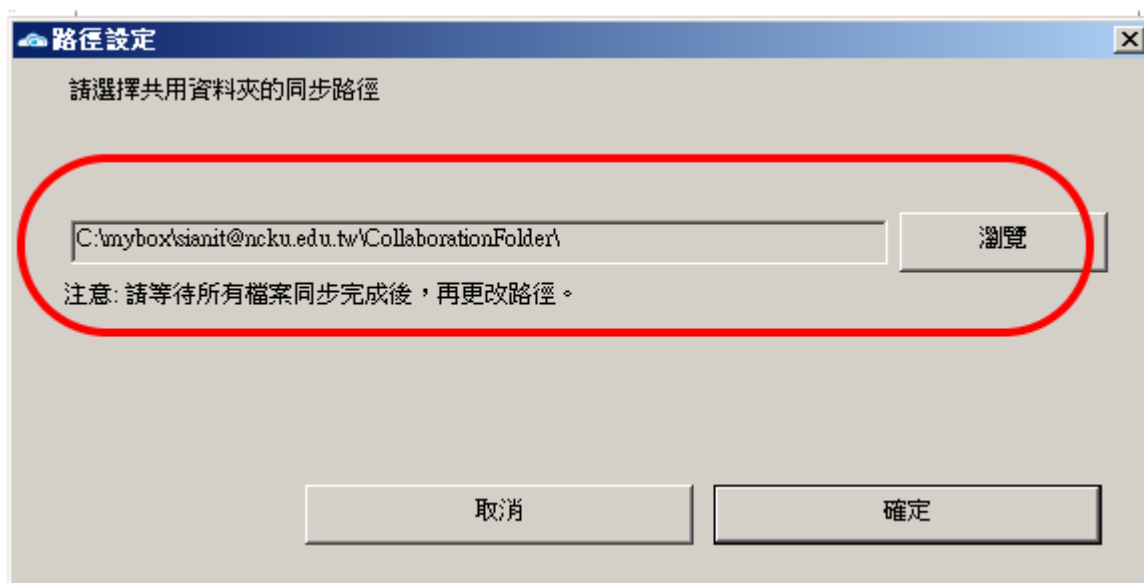 路徑設定
請選擇共用資料夾的同步路徑
C:\mybox\sianit@ncku.edu.tw\CollaborationFolder\
瀏覽
注意: 請等待所有檔案同步完成後，再更改路徑。
取消
確定